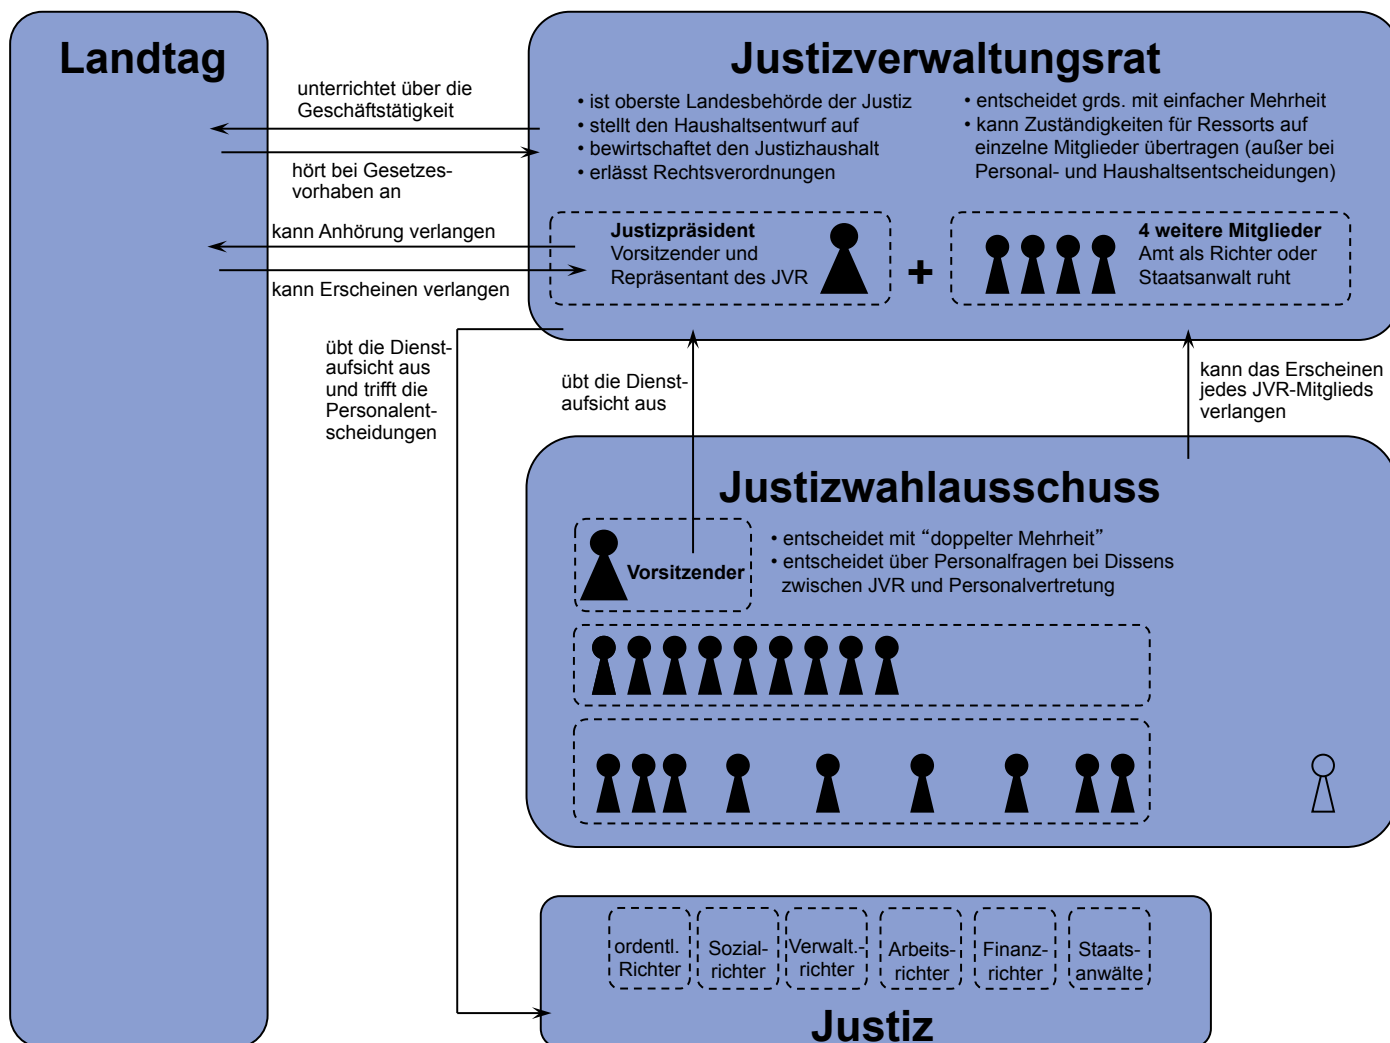 Landtag
unterrichtet über die
Geschäftstätigkeit
hört bei Gesetzes-
vorhaben an
kann Anhörung verlangen
kann Erscheinen verlangen
Justizverwaltungsrat
• ist oberste Landesbehörde der Justiz
• stellt den Haushaltsentwurf auf
• bewirtschaftet den Justizhaushalt
• erlässt Rechtsverordnungen
• entscheidet grds. mit einfacher Mehrheit
• kann Zuständigkeiten für Ressorts auf
einzelne Mitglieder übertragen (außer bei
Personal- und Haushaltsentscheidungen)
Justizpräsident
Vorsitzender und
Repräsentant des JVR
+
4 weitere Mitglieder
Amt als Richter oder
Staatsanwalt ruht
übt die Dienst-
aufsicht aus
und trifft die
Personalent-
scheidungen
übt die Dienst-
aufsicht aus
kann das Erscheinen
jedes JVR-Mitglieds
verlangen
Justizwahlausschuss
Vorsitzender
• entscheidet mit “doppelter Mehrheit”
• entscheidet über Personalfragen bei Dissens
zwischen JVR und Personalvertretung
ordentl.
Richter
Sozial-
richter
Verwalt.-
richter
Arbeits-
richter
Finanz-
richter
Staats-
anwälte
Justiz